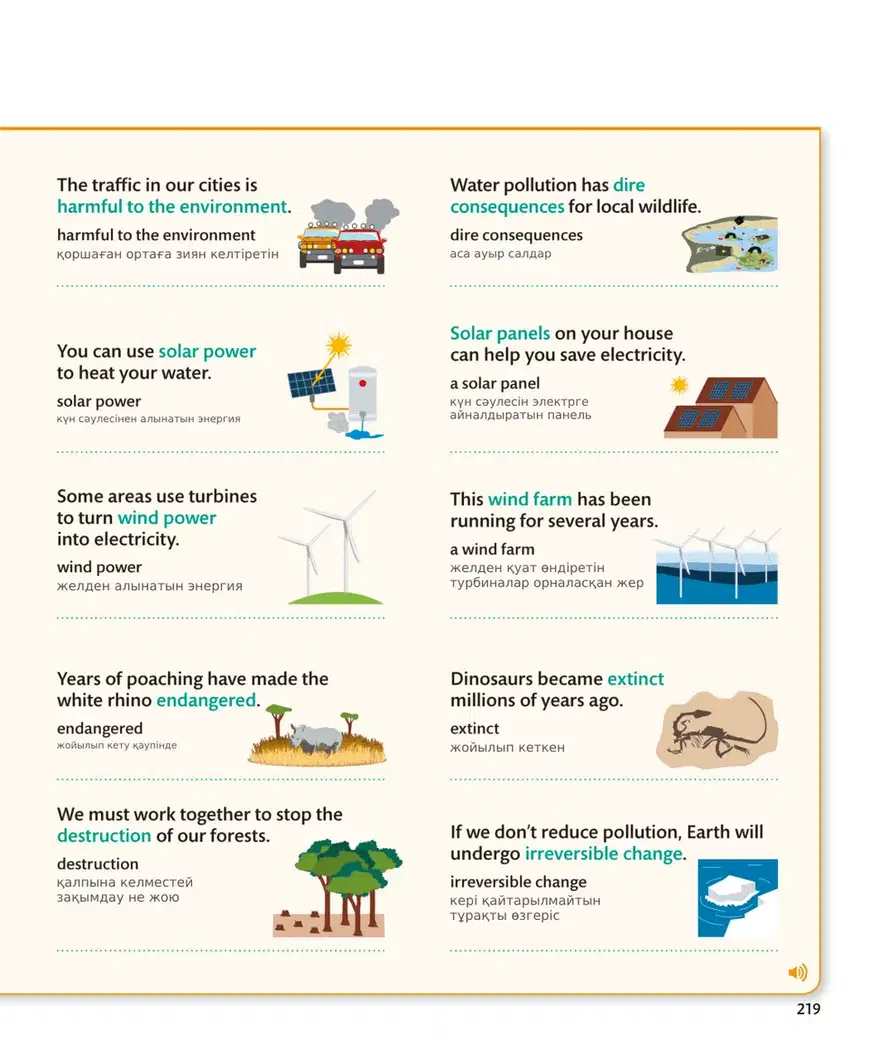 The traffic in our cities is
harmful to the environment.
harmful to the environment
қоршаған ортаға зиян келтіретін
Water pollution has dire
consequences for local wildlife.
dire consequences
аса ауыр салдар
You can use solar power
to heat your water.
solar power
күн сәулесінен алынатын энергия
Solar panels on your house
can help you save electricity.
a solar panel
күн сәулесін электрге
айналдыратын панель
Some areas use turbines
to turn wind power
into electricity.
wind power
желден алынатын энергия
This wind farm has been
running for several years.
a wind farm
желден қуат өндіретін
турбиналар орналасқан жер
Years of poaching have made the
white rhino endangered.
endangered
жойылып кету қаупінде
Dinosaurs became extinct
millions of years ago.
extinct
жойылып кеткен
We must work together to stop the
destruction of our forests.
destruction
қалпына келместей
зақымдау не жою
If we don't reduce pollution, Earth will
undergo irreversible change.
irreversible change
кері қайтарылмайтын
тұрақты өзгеріс
219